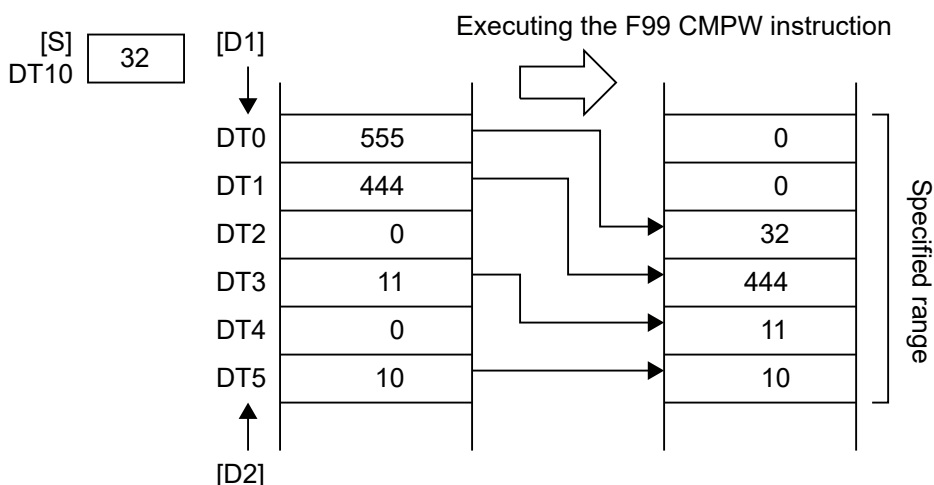 Executing the F99 CMPW instruction
[S]
DT10
32
[D1]
DT0 555 0
DT1 444 0
DT2 0 32
DT3 11 444
DT4 0 11
DT5 10 10
[D2]
Specified range